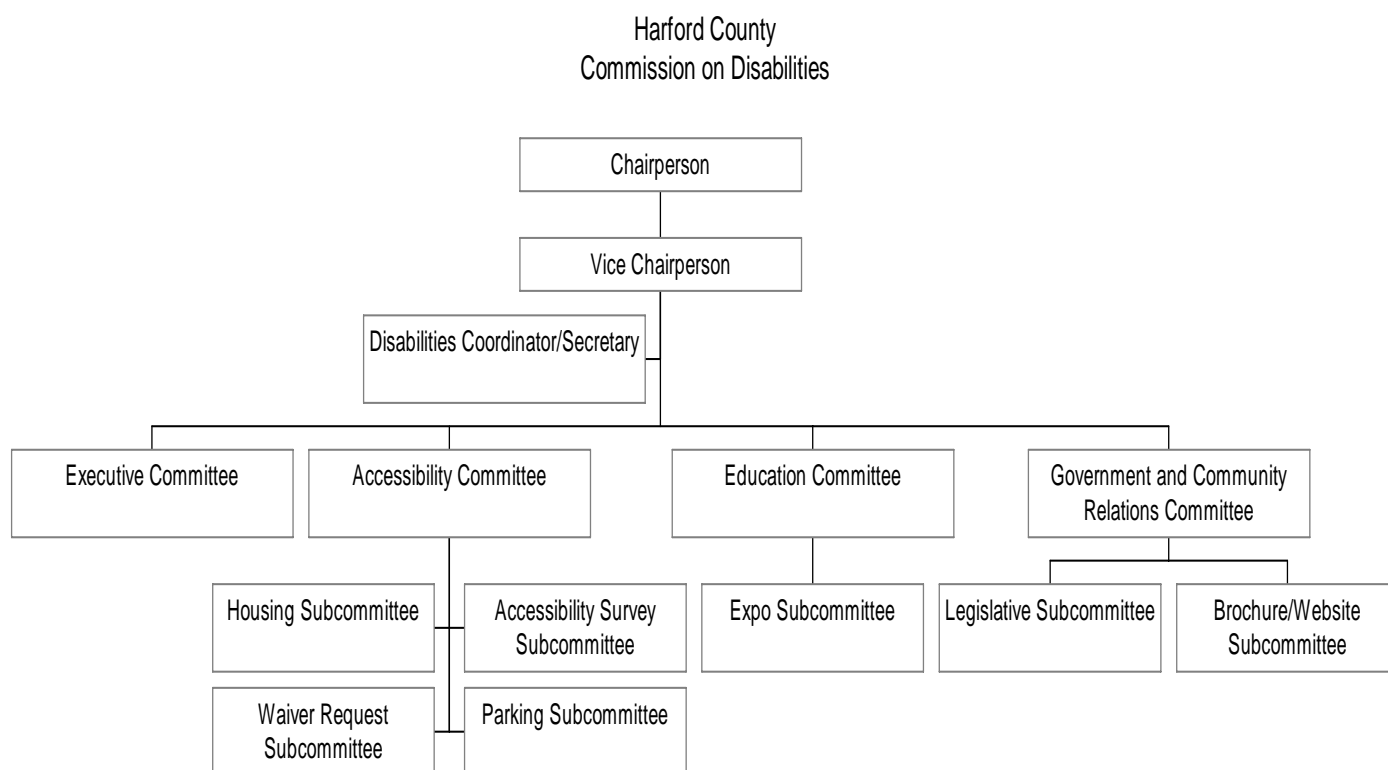 Harford County
Commission on Disabilities
Chairperson
Vice Chairperson
Disabilities Coordinator/Secretary
Executive Committee
Accessibility Committee
Education Committee
Government and Community
Relations Committee
Housing Subcommittee
Accessibility Survey
Subcommittee
Expo Subcommittee
Legislative Subcommittee
Brochure/Website
Subcommittee
Waiver Request
Subcommittee
Parking Subcommittee